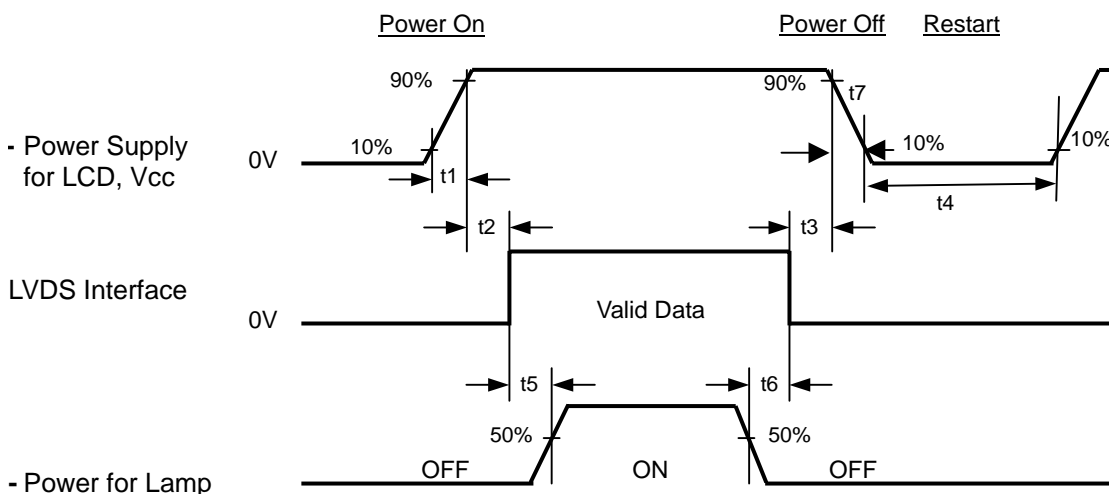 Power On
Power Off Restart
90%
90%
t7
- Power Supply
for LCD, Vcc
0V
10%
10%
10%
t1
t4
t2
t3
LVDS Interface
0V
Valid Data
t5
t6
50%
50%
OFF
ON
OFF
- Power for Lamp